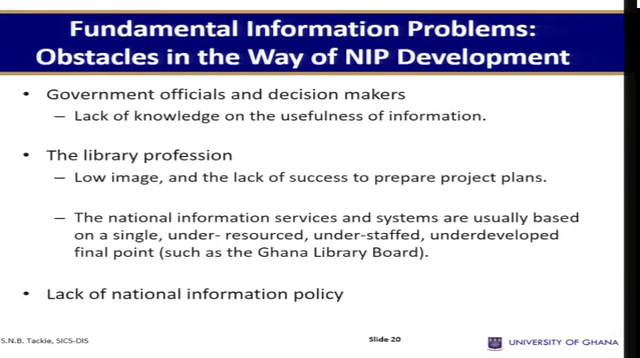 Fundamental Information Problems:
Obstacles in the Way of NIP Development
• Government officials and decision makers
– Lack of knowledge on the usefulness of information.
• The library profession
– Low image, and the lack of success to prepare project plans.
– The national information services and systems are usually based
on a single, under- resourced, under-staffed, underdeveloped
final point (such as the Ghana Library Board).
• Lack of national information policy
S.N.B. Tackie, SICS-DIS
Slide 20
UNIVERSITY OF GHANA